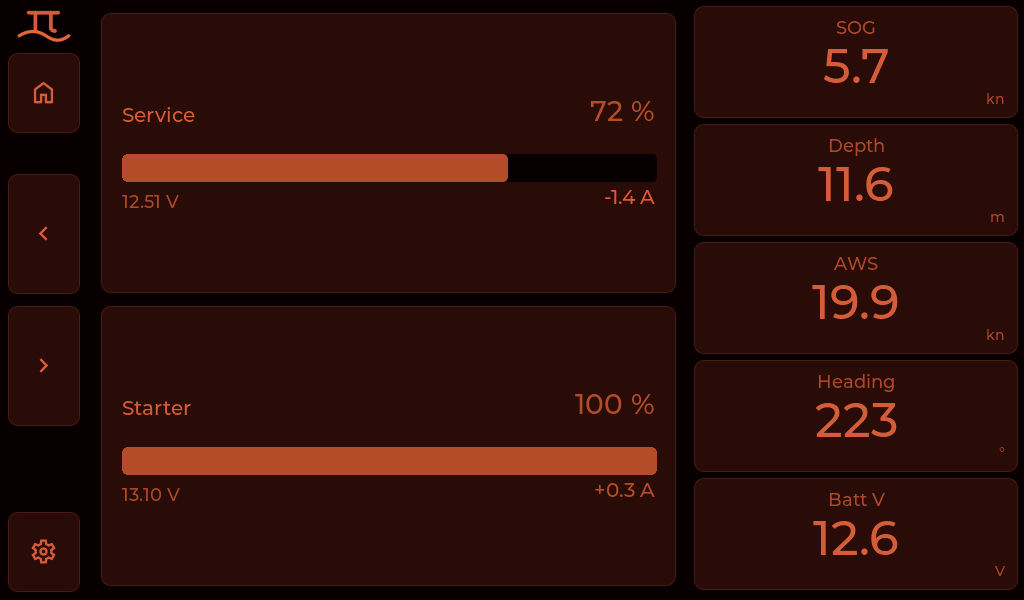 Service
72 %
12.51 V
-1.4 A
Starter
100 %
13.10 V
+0.3 A
SOG
5.7
kn
Depth
11.6
m
AWS
19.9
kn
Heading
223
°
Batt V
12.6
V